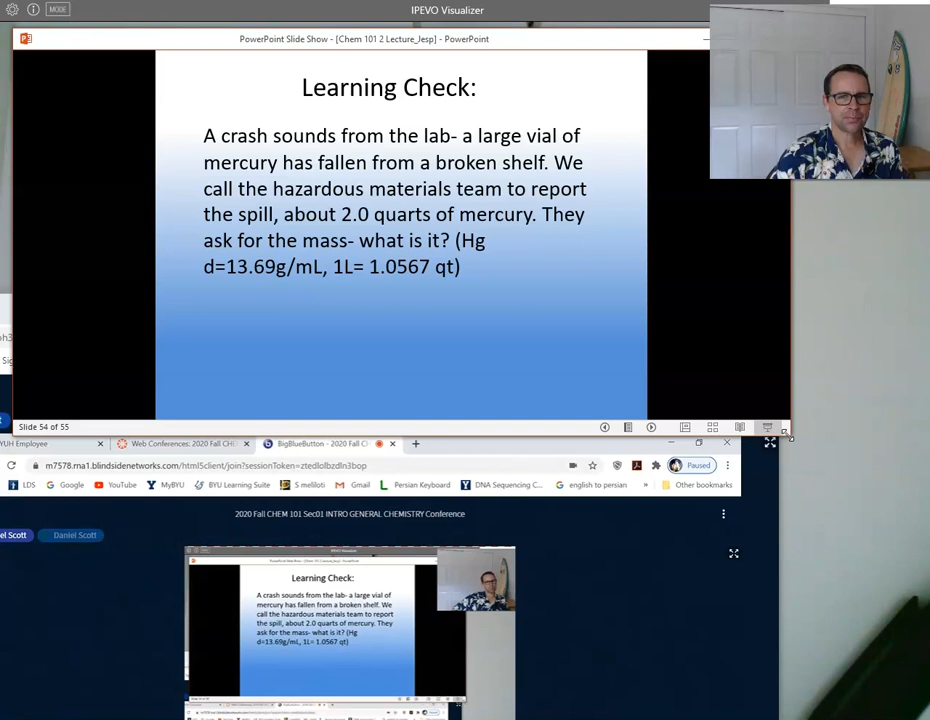 MODE
IPEVO Visualizer
PowerPoint Slide Show - [Chem 101 2 Lecture_Jesp] - PowerPoint
Learning Check:
A crash sounds from the lab- a large vial of
mercury has fallen from a broken shelf. We
call the hazardous materials team to report
the spill, about 2.0 quarts of mercury. They
ask for the mass- what is it? (Hg
d=13.69g/mL, 1L= 1.0567 qt)
ph3
Sig
Slide 54 of 55
YUH Employee
Web Conferences: 2020 Fall CHE
BigBlueButton - 2020 Fall C
m7578.rna1.blindsidenetworks.com/html5client/join?sessionToken=ztedlolbzdln3bop
Paused
LDS
Google
YouTube
MyBYU
BYU Learning Suite
S meliloti
Gmail
Persian Keyboard
DNA Sequencing C...
english to persian
»
Other bookmarks
2020 Fall CHEM 101 Sec01 INTRO GENERAL CHEMISTRY Conference
el Scott
Daniel Scott
Learning Check:
A crash sounds from the lab- a large vial of
mercury has fallen from a broken shelf. We
call the hazardous materials team to report
the spill, about 2.0 quarts of mercury. They
ask for the mass- what is it? (Hg
d=13.69g/mL, 1L= 1.0567 qt)